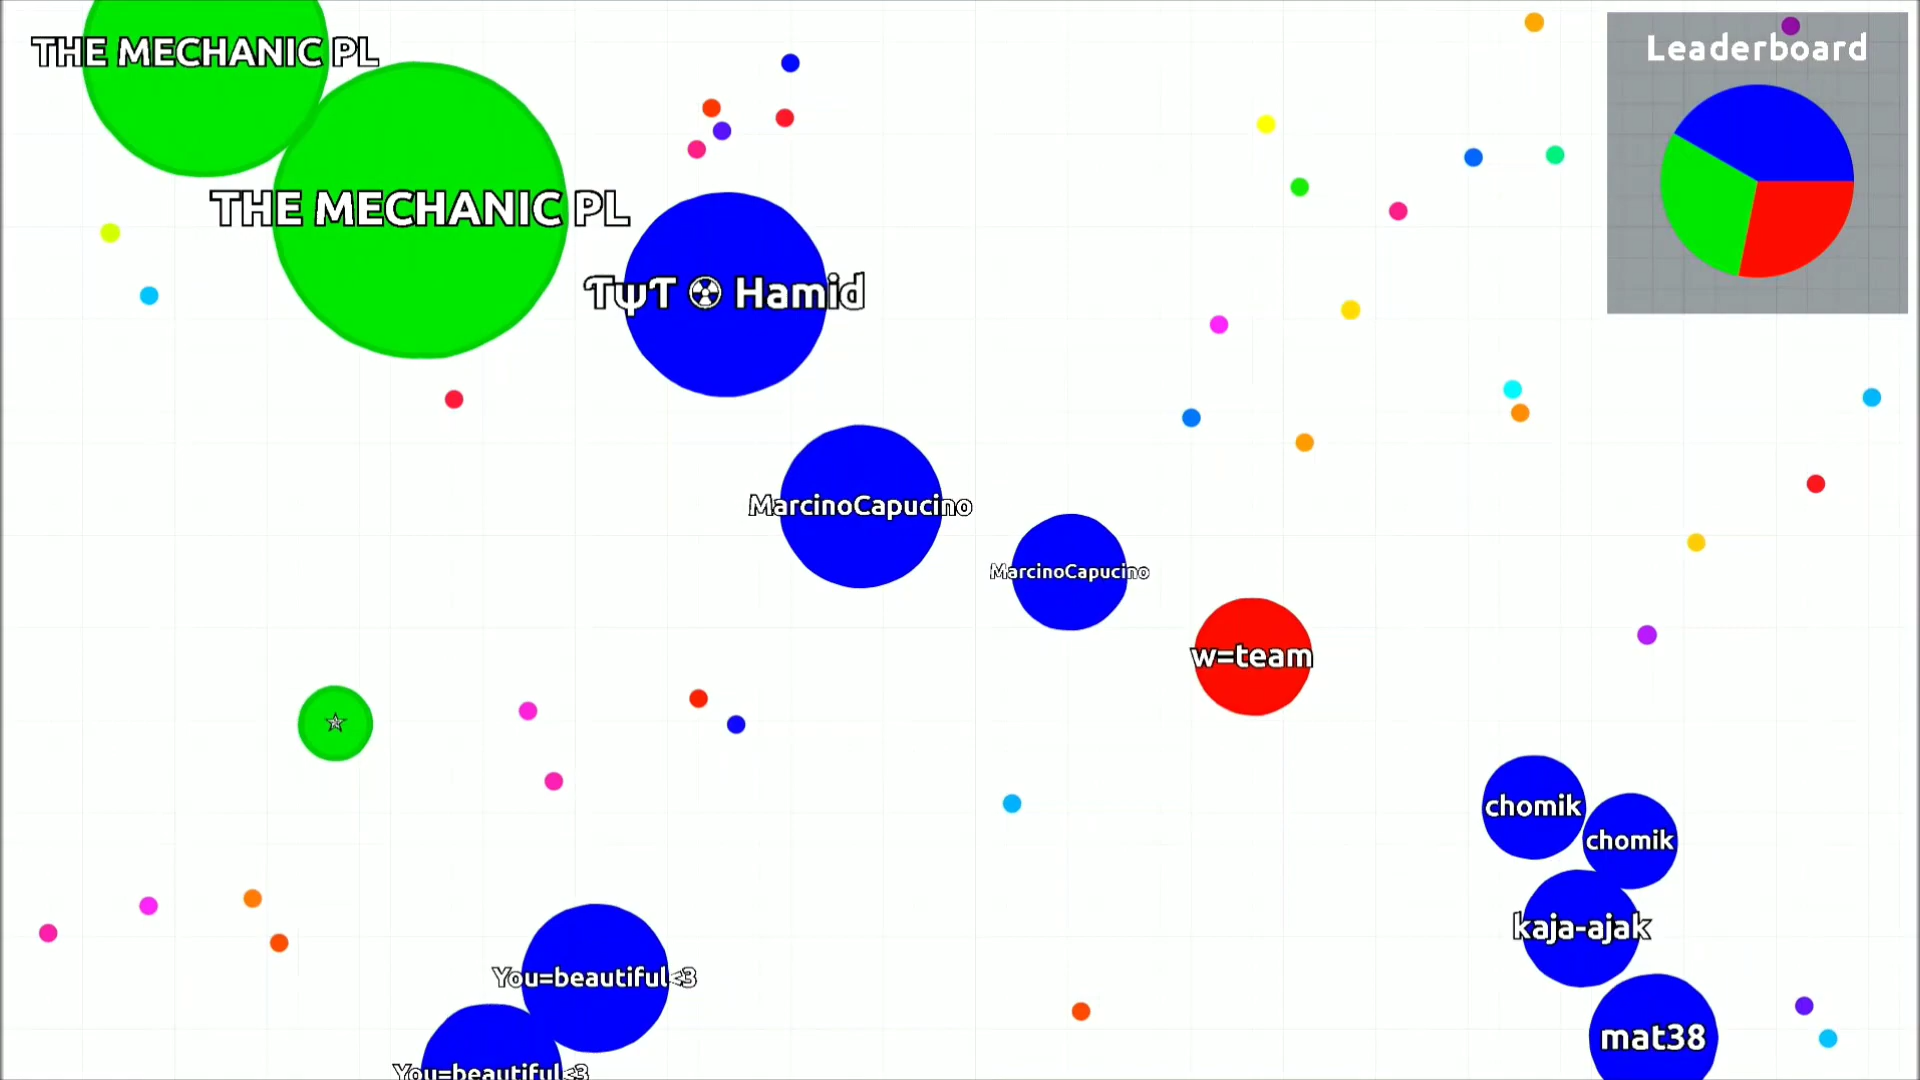 THE MECHANIC PL
Leaderboard
THE MECHANIC PL
ƬψƬ ☢ Hamid
MarcinoCapucino
MarcinoCapucino
w=team
☆
chomik
chomik
kaja-ajak
You=beautiful<3
mat38
You=beautiful<3